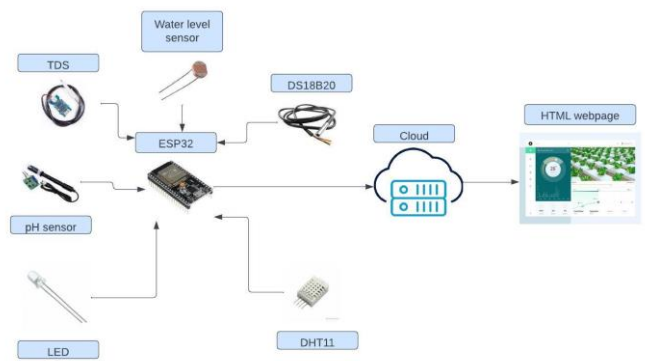 Water level
sensor
TDS
DS18B20
ESP32
Cloud
HTML webpage
pH sensor
LED
DHT11